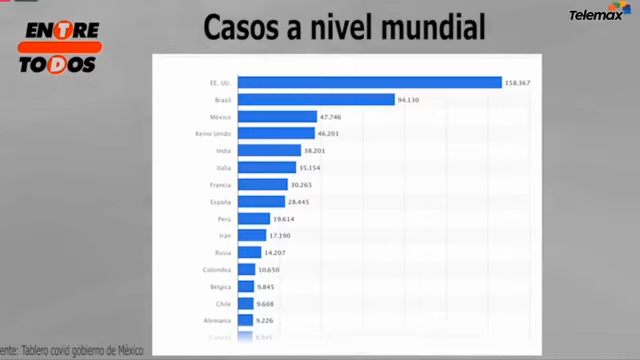 Casos a nivel mundial
ENTRE
TODOS
Telemax
EE. UU. 158.367
Brasil 94.130
México 47.746
Reino Unido 46.201
India 38.201
Italia 35.154
Francia 30.265
España 28.445
Perú 19.614
Irán 17.190
Rusia 14.207
Colombia 10.650
Bélgica 9.845
Chile 9.608
Alemania 9.226
Canadá 8.945
ente: Tablero covid gobierno de México